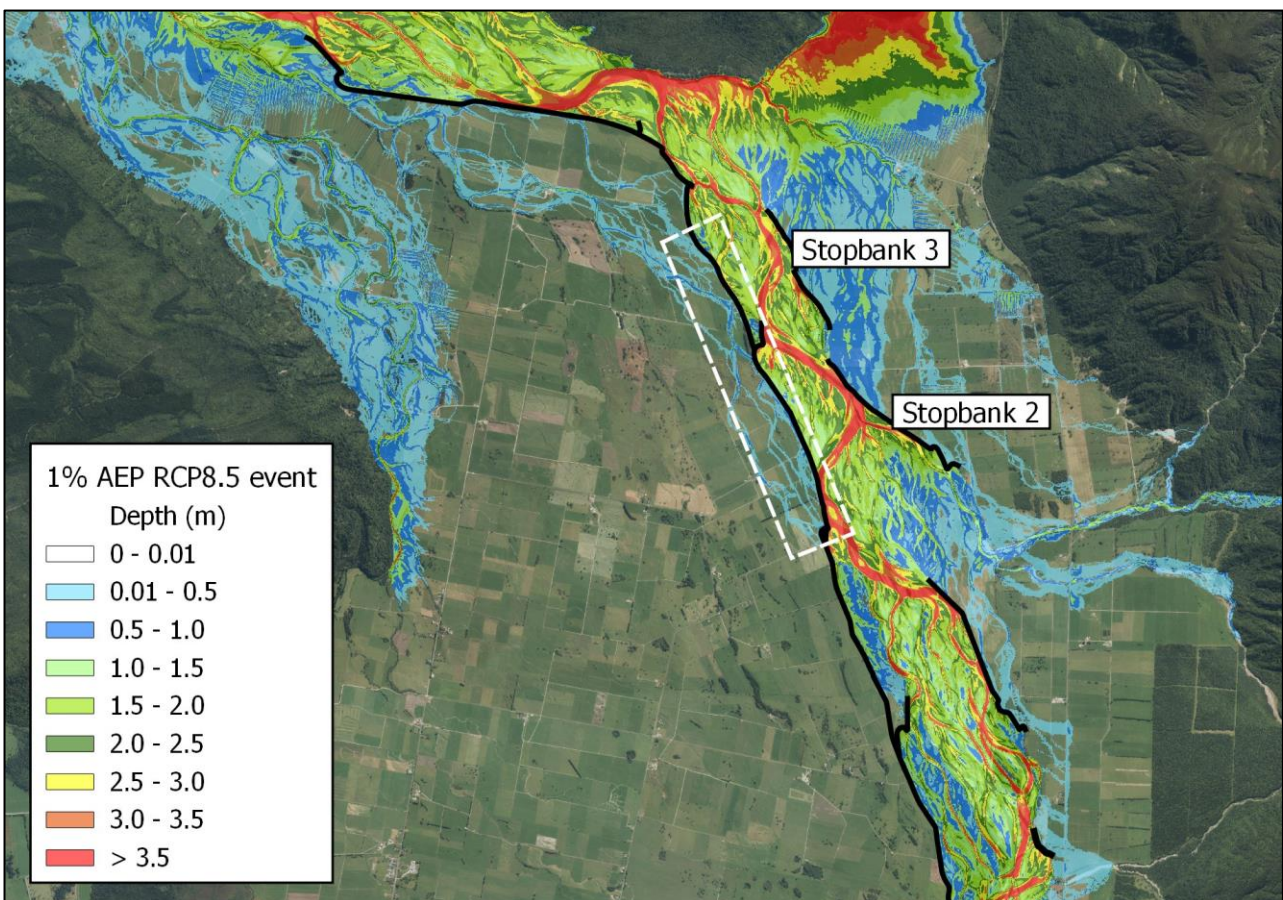 Stopbank 3
Stopbank 2
1% AEP RCP8.5 event
Depth (m)
0 - 0.01
0.01 - 0.5
0.5 - 1.0
1.0 - 1.5
1.5 - 2.0
2.0 - 2.5
2.5 - 3.0
3.0 - 3.5
> 3.5